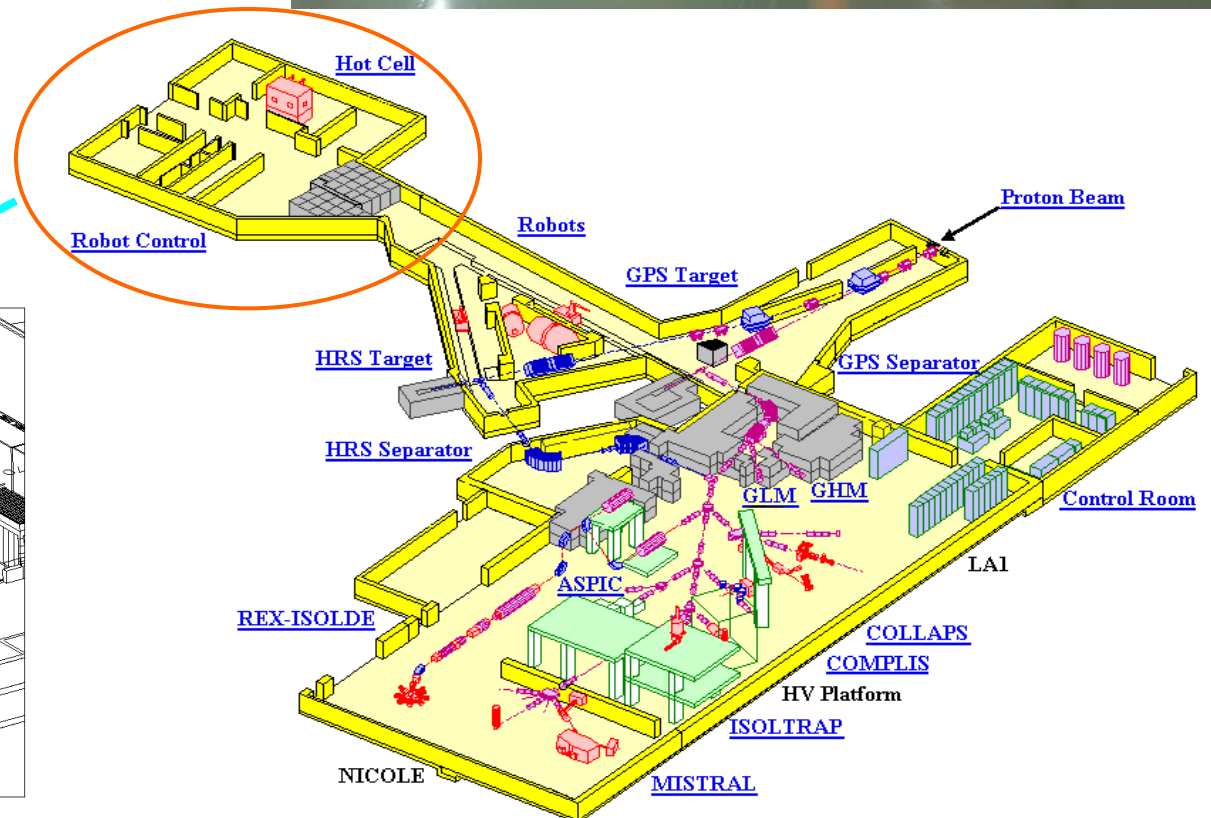 Hot Cell
Proton Beam
Robots
Robot Control
GPS Target
HRS Target
GPS Separator
HRS Separator
GLM
GHM
Control Room
LA1
ASPIC
REX-ISOLDE
COLLAPS
COMPLIS
HV Platform
ISOLTRAP
NICOLE
MISTRAL